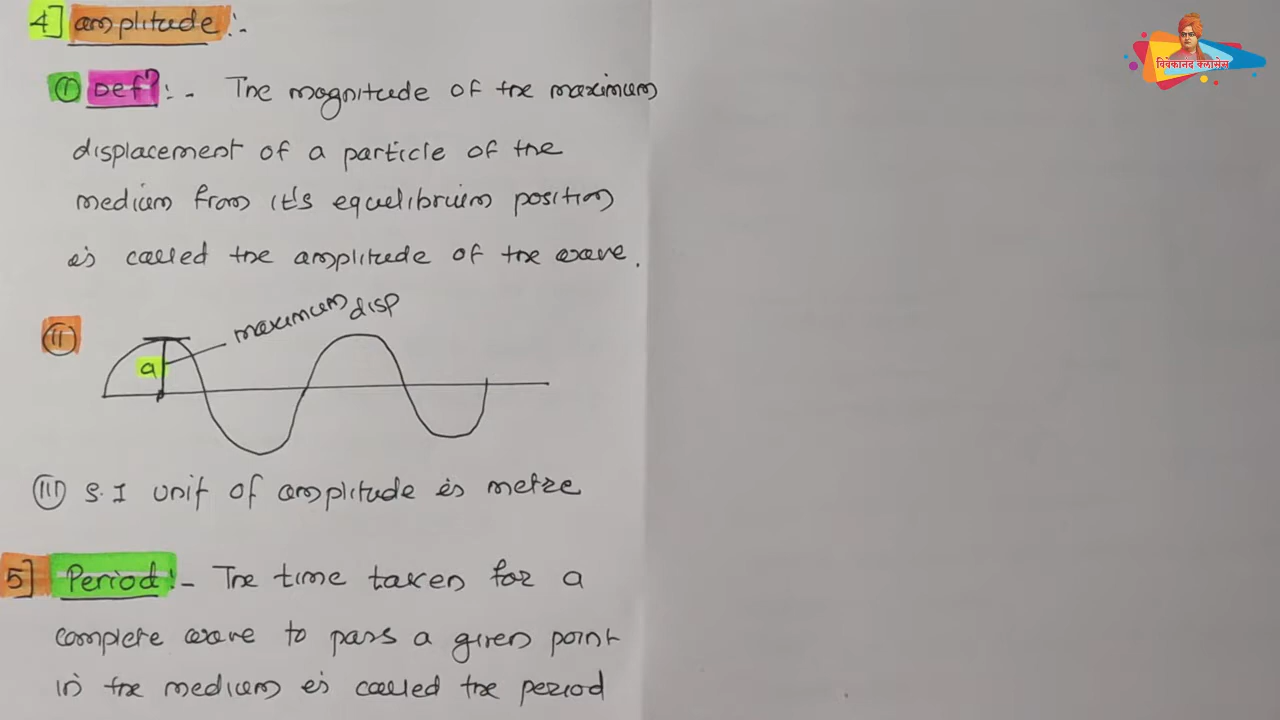 4] amplitude :-
(I) Defn :- The magnitude of the maximum
displacement of a particle of the
medium from it's equilibrium position
is called the amplitude of the wave.
(II)
maximum disp
a
(III) S.I unit of amplitude is metre
5] Period :- The time taken for a
complete wave to pass a given point
in the medium is called the period
विवेकानंद क्लासेस